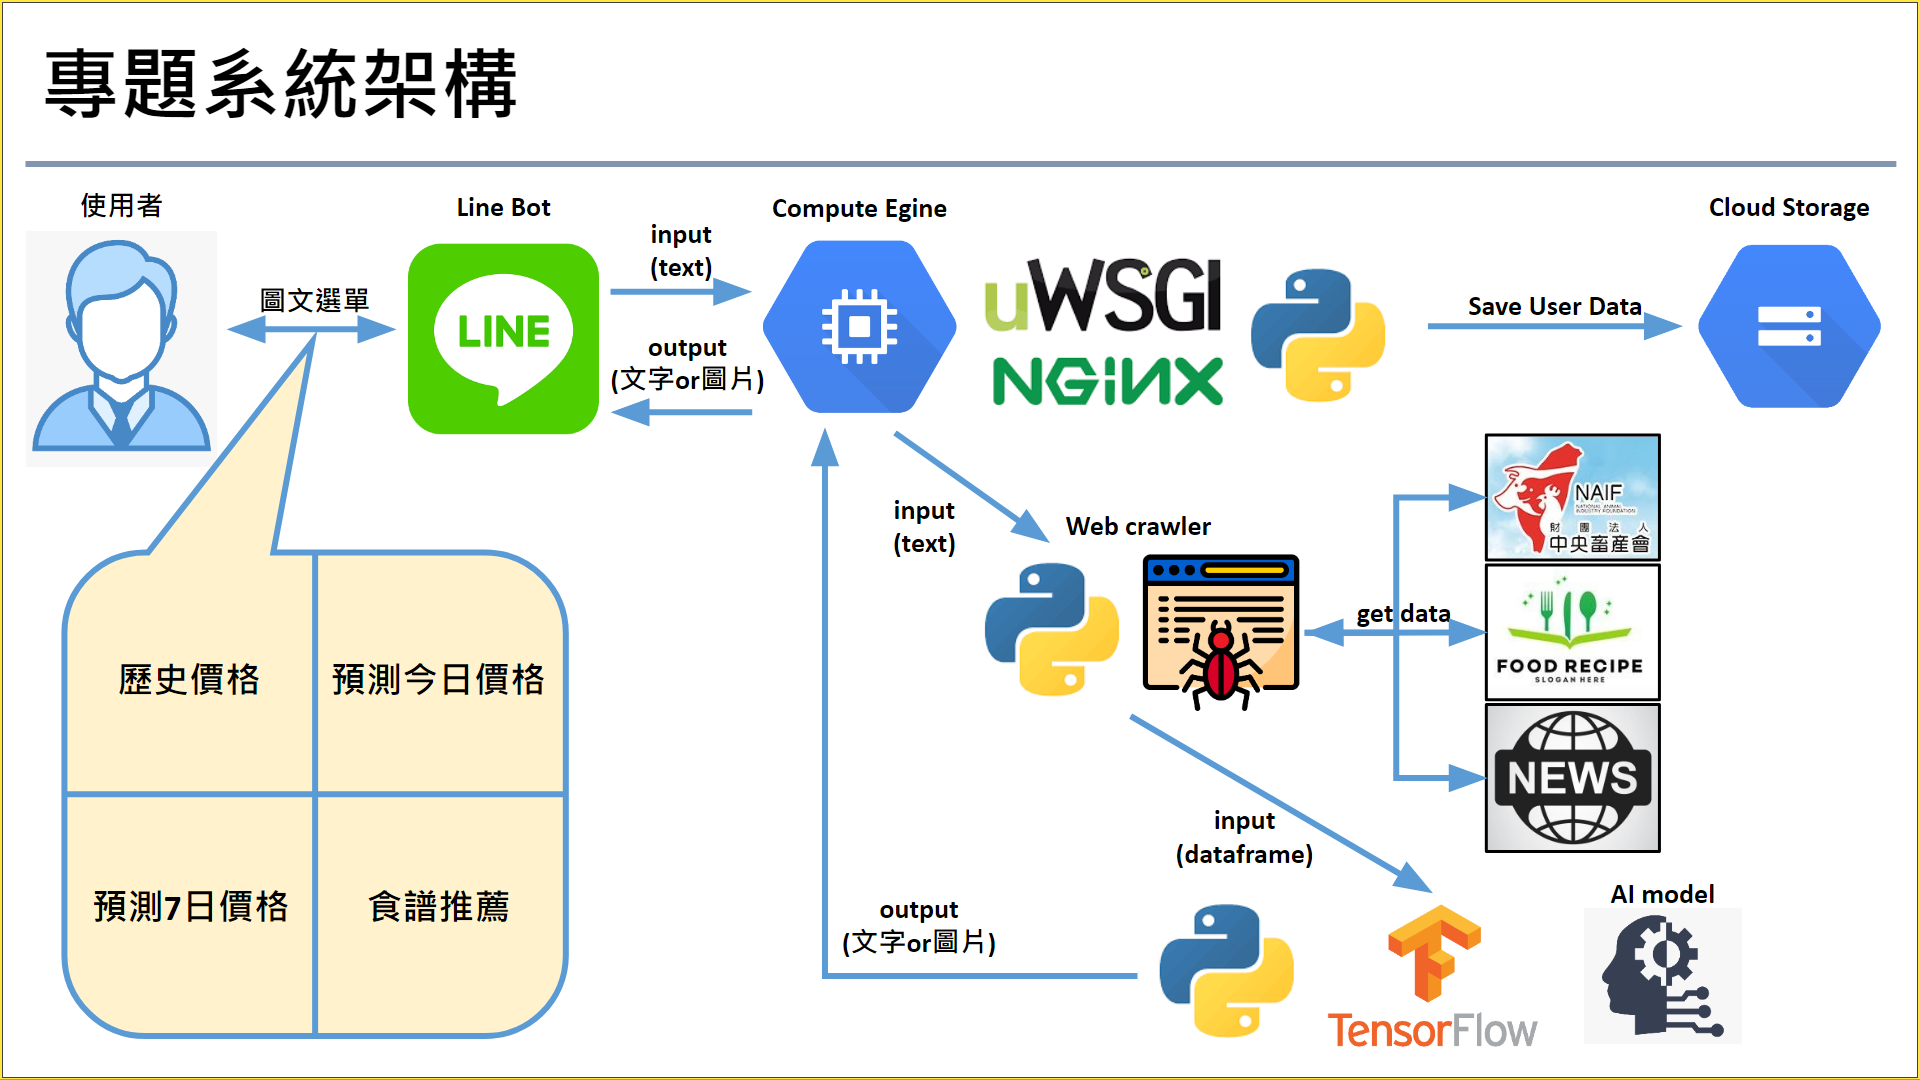 專題系統架構
使用者
Line Bot
Compute Egine
Cloud Storage
圖文選單
LINE
input
(text)
output
(文字or圖片)
uWSGI
NGiNX
Save User Data
input
(text)
Web crawler
get data
NAIF
NATIONAL ANIMAL
INDUSTRY FOUNDATION
財團法人
中央畜產會
FOOD RECIPE
SLOGAN HERE
NEWS
歷史價格
預測今日價格
預測7日價格
食譜推薦
input
(dataframe)
output
(文字or圖片)
TensorFlow
AI model